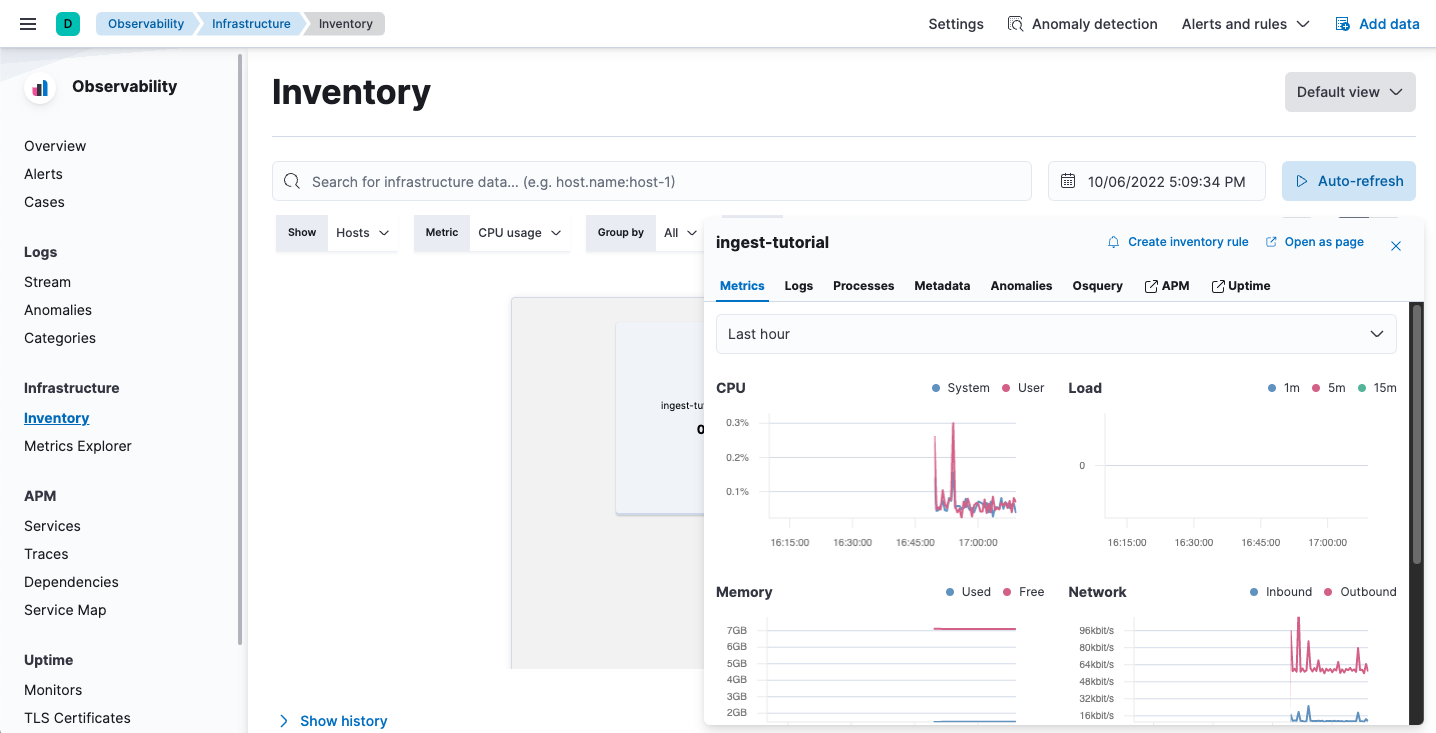 D
Observability
Infrastructure
Inventory
Settings
Anomaly detection
Alerts and rules
Add data
Observability
Overview
Alerts
Cases
Logs
Stream
Anomalies
Categories
Infrastructure
Inventory
Metrics Explorer
APM
Services
Traces
Dependencies
Service Map
Uptime
Monitors
TLS Certificates
Inventory
Default view
Search for infrastructure data... (e.g. host.name:host-1)
10/06/2022 5:09:34 PM
Auto-refresh
Show Hosts
Metric CPU usage
Group by All
ingest-tu
0
Show history
ingest-tutorial
Create inventory rule
Open as page
Metrics Logs Processes Metadata Anomalies Osquery APM Uptime
Last hour
CPU
System User
0.3%
0.2%
0.1%
16:15:00 16:30:00 16:45:00 17:00:00
Load
1m 5m 15m
0
16:15:00 16:30:00 16:45:00 17:00:00
Memory
Used Free
7GB
6GB
5GB
4GB
3GB
2GB
Network
Inbound Outbound
96kbit/s
80kbit/s
64kbit/s
48kbit/s
32kbit/s
16kbit/s